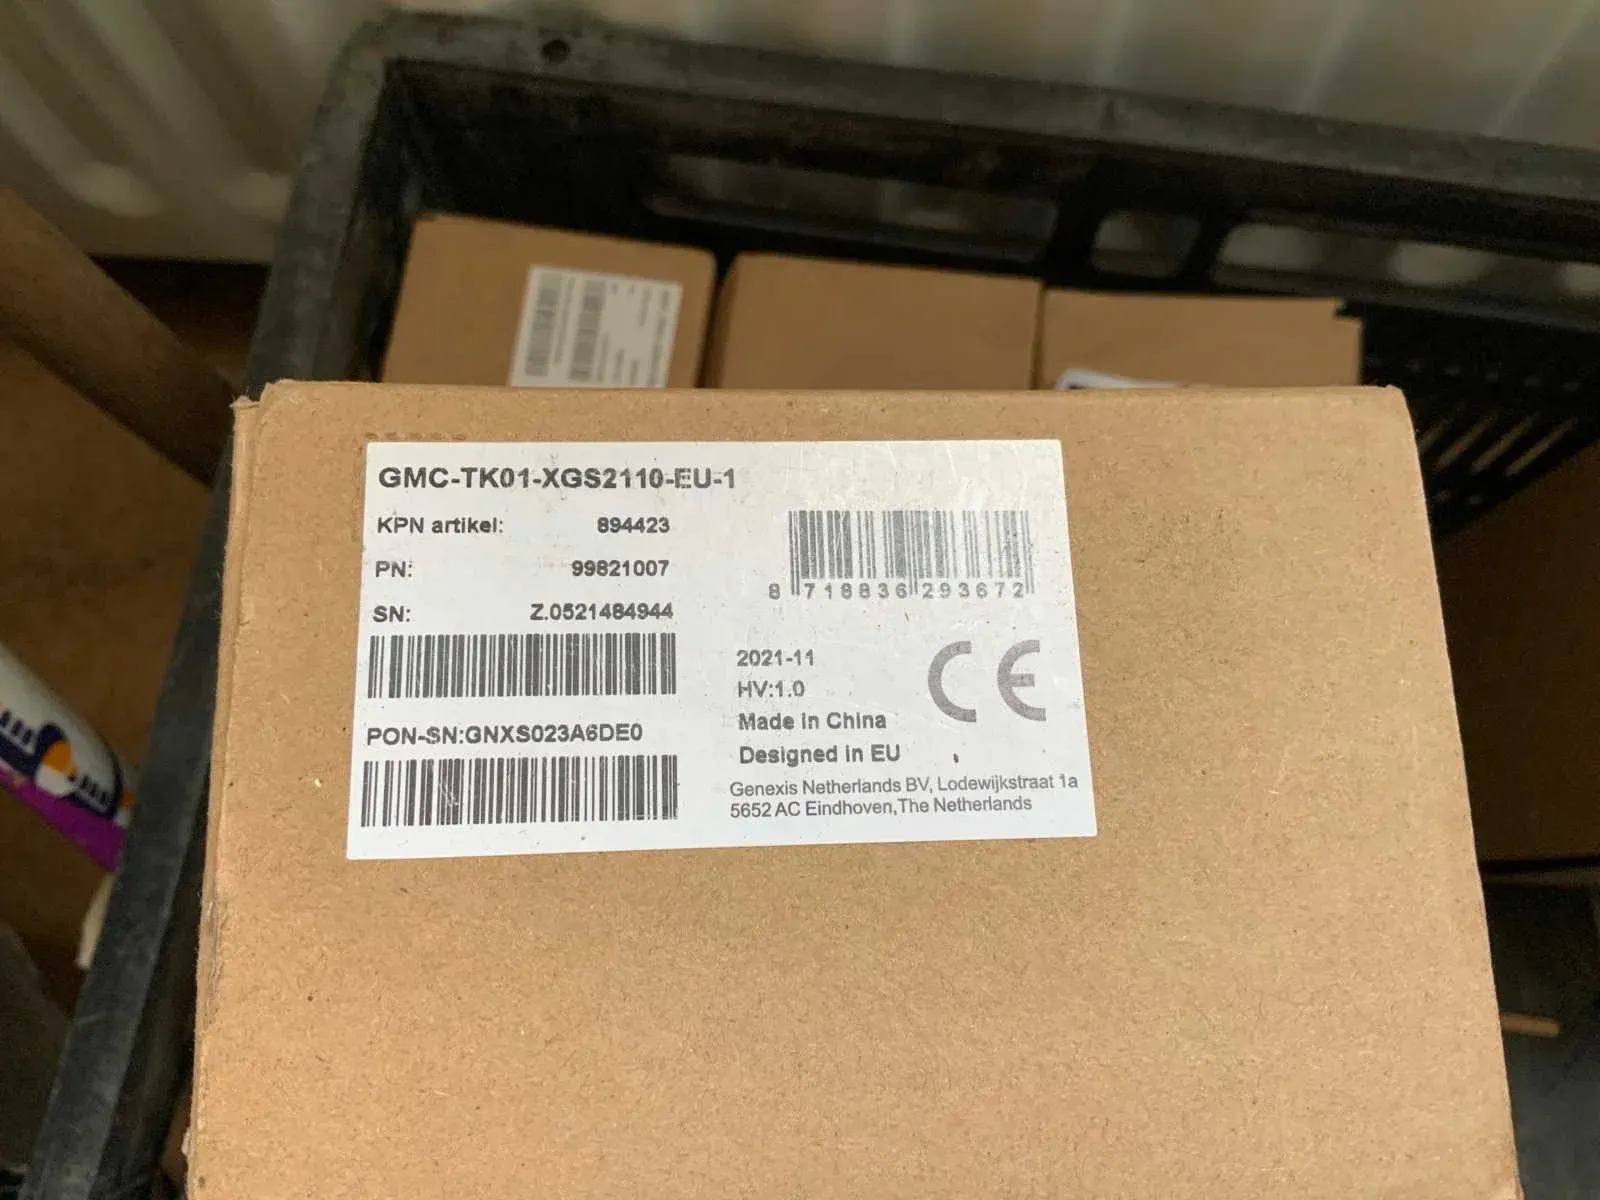 GMC-TK01-XGS2110-EU-1
KPN artikel: 894423
PN: 99821007
SN: Z.0521484944
8 718836 293672
2021-11
HV:1.0
Made in China
Designed in EU
CE
PON-SN:GNXS023A6DE0
Genexis Netherlands BV, Lodewijkstraat 1a
5652 AC Eindhoven,The Netherlands